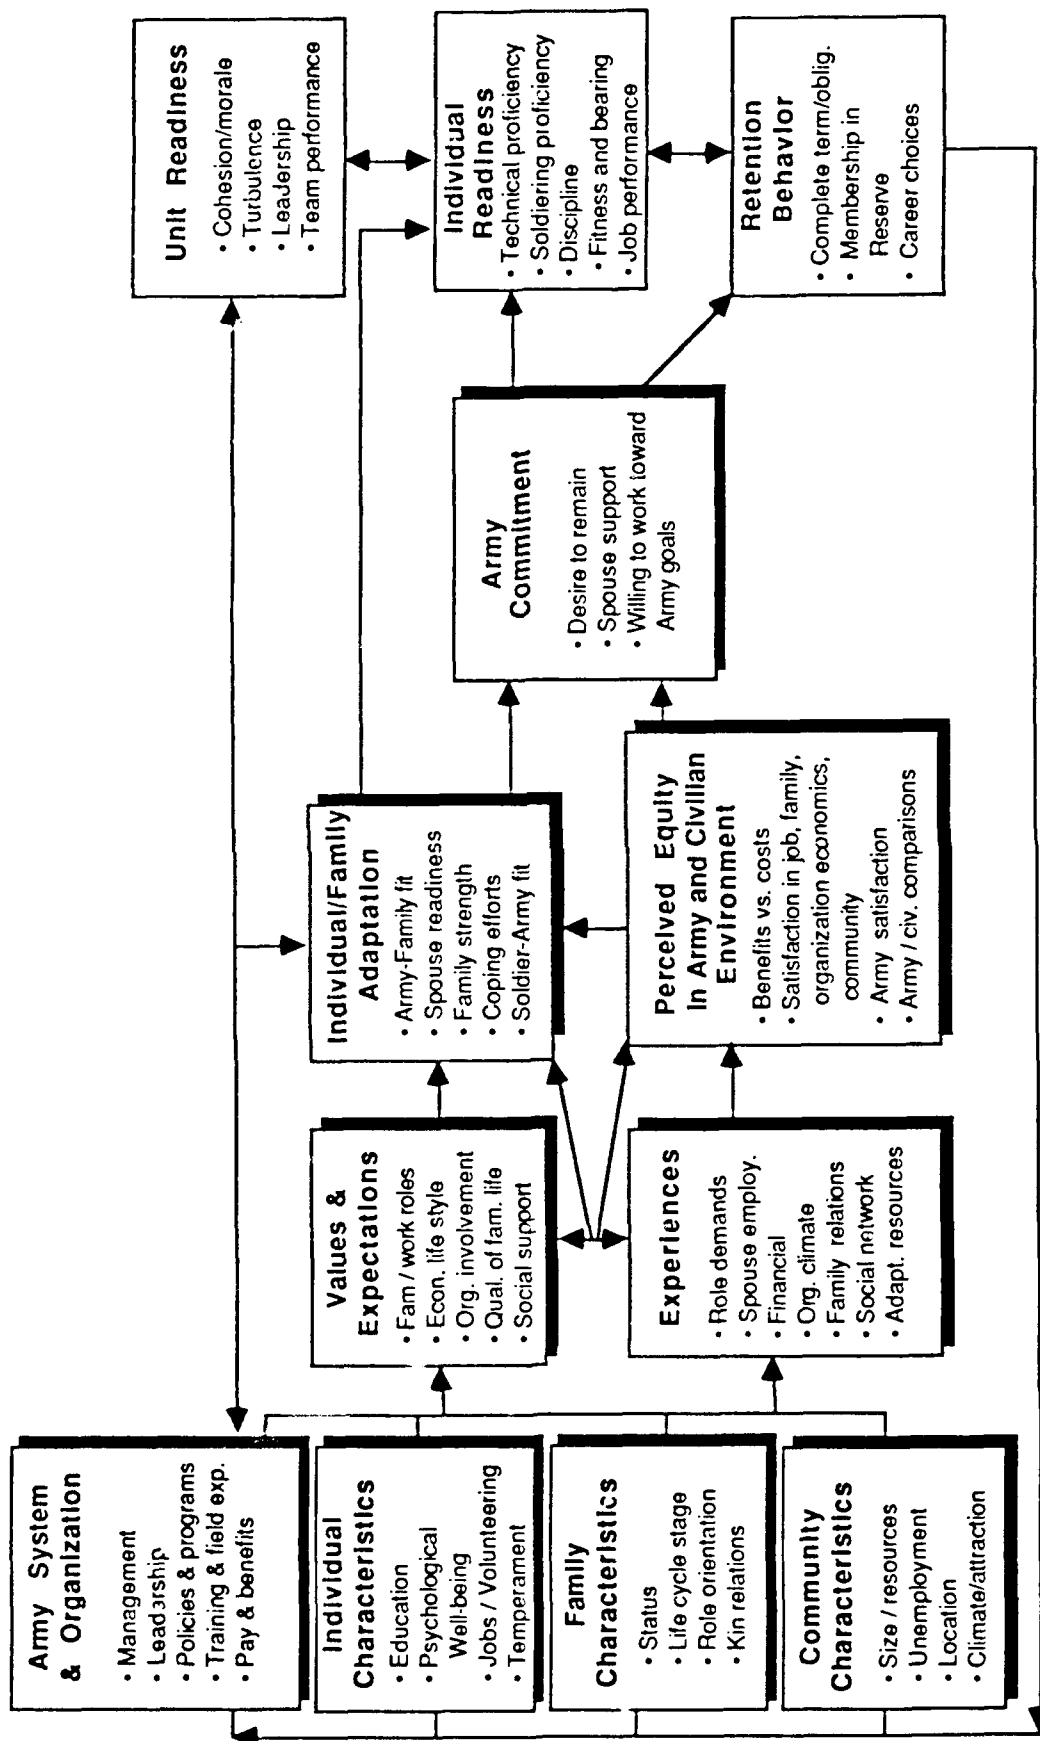 Army System
& Organization
• Management
• Leadership
• Policies & programs
• Training & field exp.
• Pay & benefits
Individual
Characteristics
• Education
• Psychological
Well-being
• Jobs / Volunteering
• Temperament
Family
Characteristics
• Status
• Life cycle stage
• Role orientation
• Kin relations
Community
Characteristics
• Size / resources
• Unemployment
• Location
• Climate/attraction
Values &
Expectations
• Fam / work roles
• Econ. life style
• Org. involvement
• Qual. of fam. life
• Social support
Experiences
• Role demands
• Spouse employ.
• Financial
• Org. climate
• Family relations
• Social network
• Adapt. resources
Individual/Family
Adaptation
• Army-Family fit
• Spouse readiness
• Family strength
• Coping efforts
• Soldier-Army fit
Perceived Equity
In Army and Civilian
Environment
• Benefits vs. costs
• Satisfaction in job, family,
organization economics,
community
• Army satisfaction
• Army / civ. comparisons
Army
Commitment
• Desire to remain
• Spouse support
• Willing to work toward
Army goals
Unit Readiness
• Cohesion/morale
• Turbulence
• Leadership
• Team performance
Individual
Readiness
• Technical proficiency
• Soldiering proficiency
• Discipline
• Fitness and bearing
• Job performance
Retention
Behavior
• Complete term/oblig.
• Membership in
Reserve
• Career choices